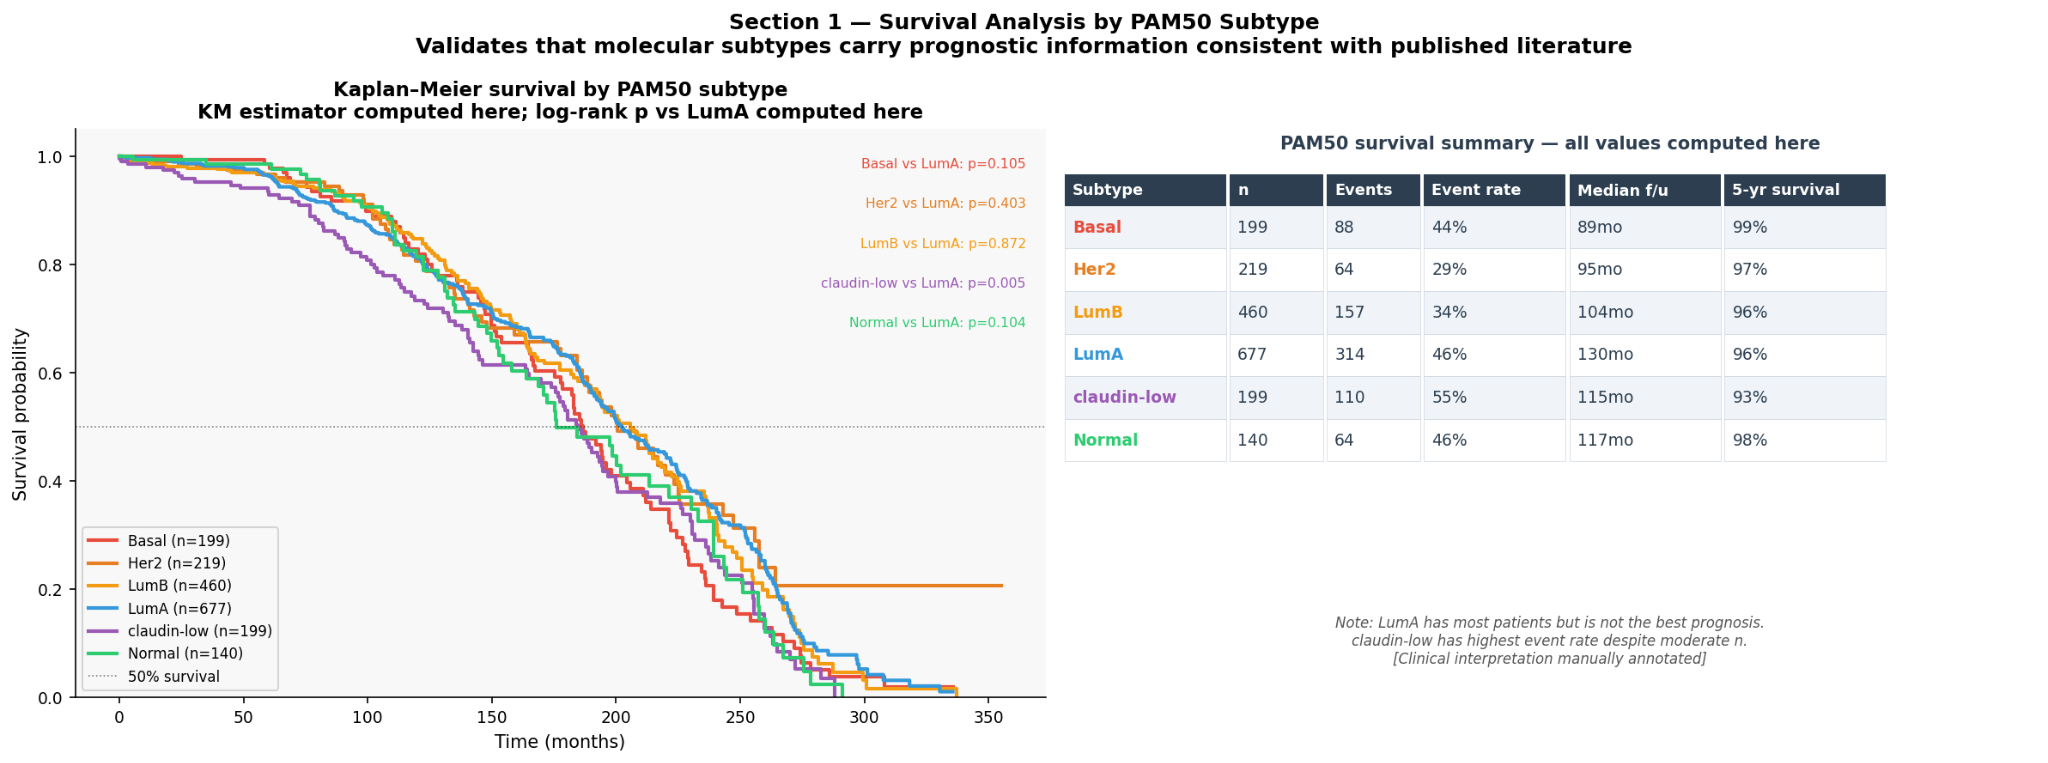 Section 1 — Survival Analysis by PAM50 Subtype
Validates that molecular subtypes carry prognostic information consistent with published literature
Kaplan–Meier survival by PAM50 subtype
KM estimator computed here; log-rank p vs LumA computed here
Survival probability
1.0
0.8
0.6
0.4
0.2
0.0
Basal vs LumA: p=0.105
Her2 vs LumA: p=0.403
LumB vs LumA: p=0.872
claudin-low vs LumA: p=0.005
Normal vs LumA: p=0.104
Basal (n=199)
Her2 (n=219)
LumB (n=460)
LumA (n=677)
claudin-low (n=199)
Normal (n=140)
50% survival
0 50 100 150 200 250 300 350
Time (months)
PAM50 survival summary — all values computed here
Subtype n Events Event rate Median f/u 5-yr survival
Basal 199 88 44% 89mo 99%
Her2 219 64 29% 95mo 97%
LumB 460 157 34% 104mo 96%
LumA 677 314 46% 130mo 96%
claudin-low 199 110 55% 115mo 93%
Normal 140 64 46% 117mo 98%
Note: LumA has most patients but is not the best prognosis.
claudin-low has highest event rate despite moderate n.
[Clinical interpretation manually annotated]